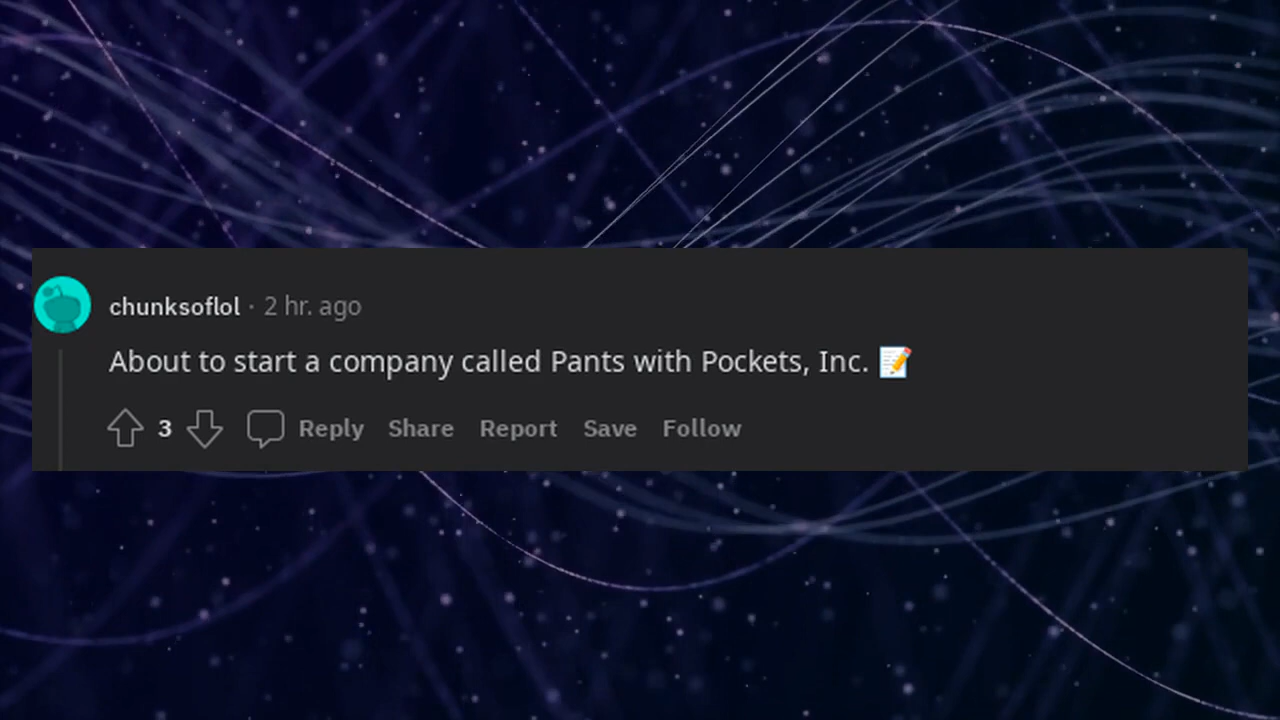 chunksoflol · 2 hr. ago
About to start a company called Pants with Pockets, Inc. 📝
3 Reply Share Report Save Follow